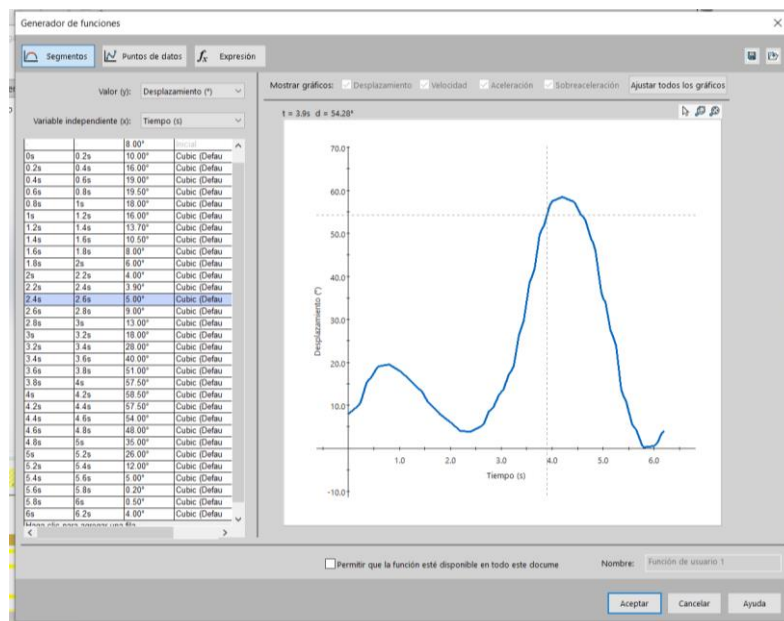 Generador de funciones
Segmentos Puntos de datos fx Expresión
Valor (y): Desplazamiento (°)
Variable independiente (x): Tiempo (s)
Mostrar gráficos: Desplazamiento Velocidad Aceleración Sobreaceleración Ajustar todos los gráficos
8.00° Inicial
0s 0.2s 10.00° Cubic (Defau
0.2s 0.4s 16.00° Cubic (Defau
0.4s 0.6s 19.00° Cubic (Defau
0.6s 0.8s 19.50° Cubic (Defau
0.8s 1s 18.00° Cubic (Defau
1s 1.2s 16.00° Cubic (Defau
1.2s 1.4s 13.70° Cubic (Defau
1.4s 1.6s 10.50° Cubic (Defau
1.6s 1.8s 8.00° Cubic (Defau
1.8s 2s 6.00° Cubic (Defau
2s 2.2s 4.00° Cubic (Defau
2.2s 2.4s 3.90° Cubic (Defau
2.4s 2.6s 5.00° Cubic (Defau
2.6s 2.8s 9.00° Cubic (Defau
2.8s 3s 13.00° Cubic (Defau
3s 3.2s 18.00° Cubic (Defau
3.2s 3.4s 28.00° Cubic (Defau
3.4s 3.6s 40.00° Cubic (Defau
3.6s 3.8s 51.00° Cubic (Defau
3.8s 4s 57.50° Cubic (Defau
4s 4.2s 58.50° Cubic (Defau
4.2s 4.4s 57.50° Cubic (Defau
4.4s 4.6s 54.00° Cubic (Defau
4.6s 4.8s 48.00° Cubic (Defau
4.8s 5s 35.00° Cubic (Defau
5s 5.2s 26.00° Cubic (Defau
5.2s 5.4s 12.00° Cubic (Defau
5.4s 5.6s 5.00° Cubic (Defau
5.6s 5.8s 0.20° Cubic (Defau
5.8s 6s 0.50° Cubic (Defau
6s 6.2s 4.00° Cubic (Defau
Haga clic para agregar una fila
t = 3.9s d = 54.28°
70.0
60.0
50.0
40.0
30.0
20.0
10.0
-10.0
Desplazamiento (°)
1.0 2.0 3.0 4.0 5.0 6.0
Tiempo (s)
Permitir que la función esté disponible en todo este docume
Nombre: Función de usuario 1
Aceptar Cancelar Ayuda